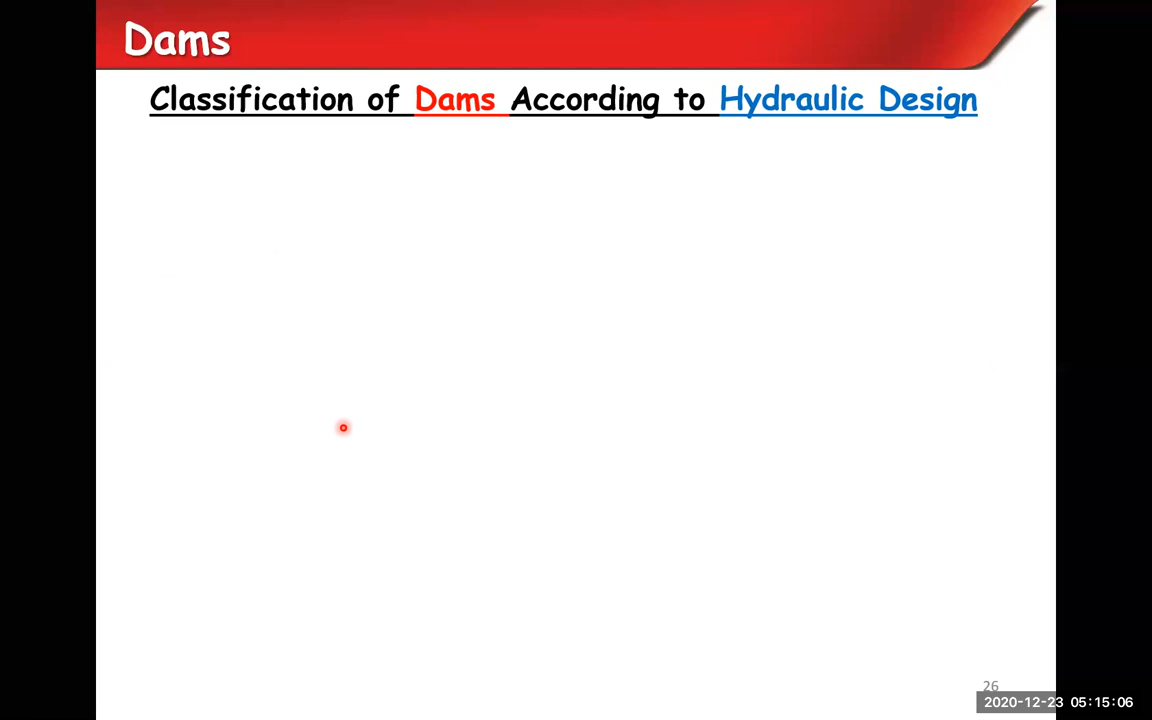 Dams
Classification of Dams According to Hydraulic Design
26
2020-12-23 05:15:06